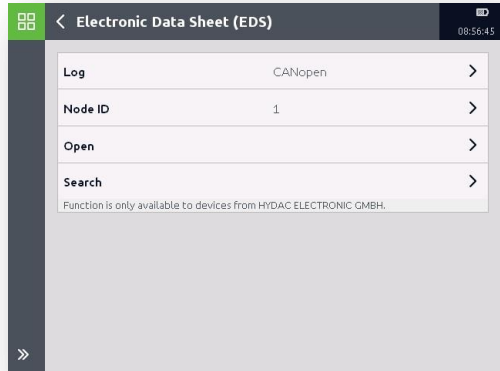 Electronic Data Sheet (EDS)
08:56:45
Log CANopen
Node ID 1
Open
Search
Function is only available to devices from HYDAC ELECTRONIC GMBH.